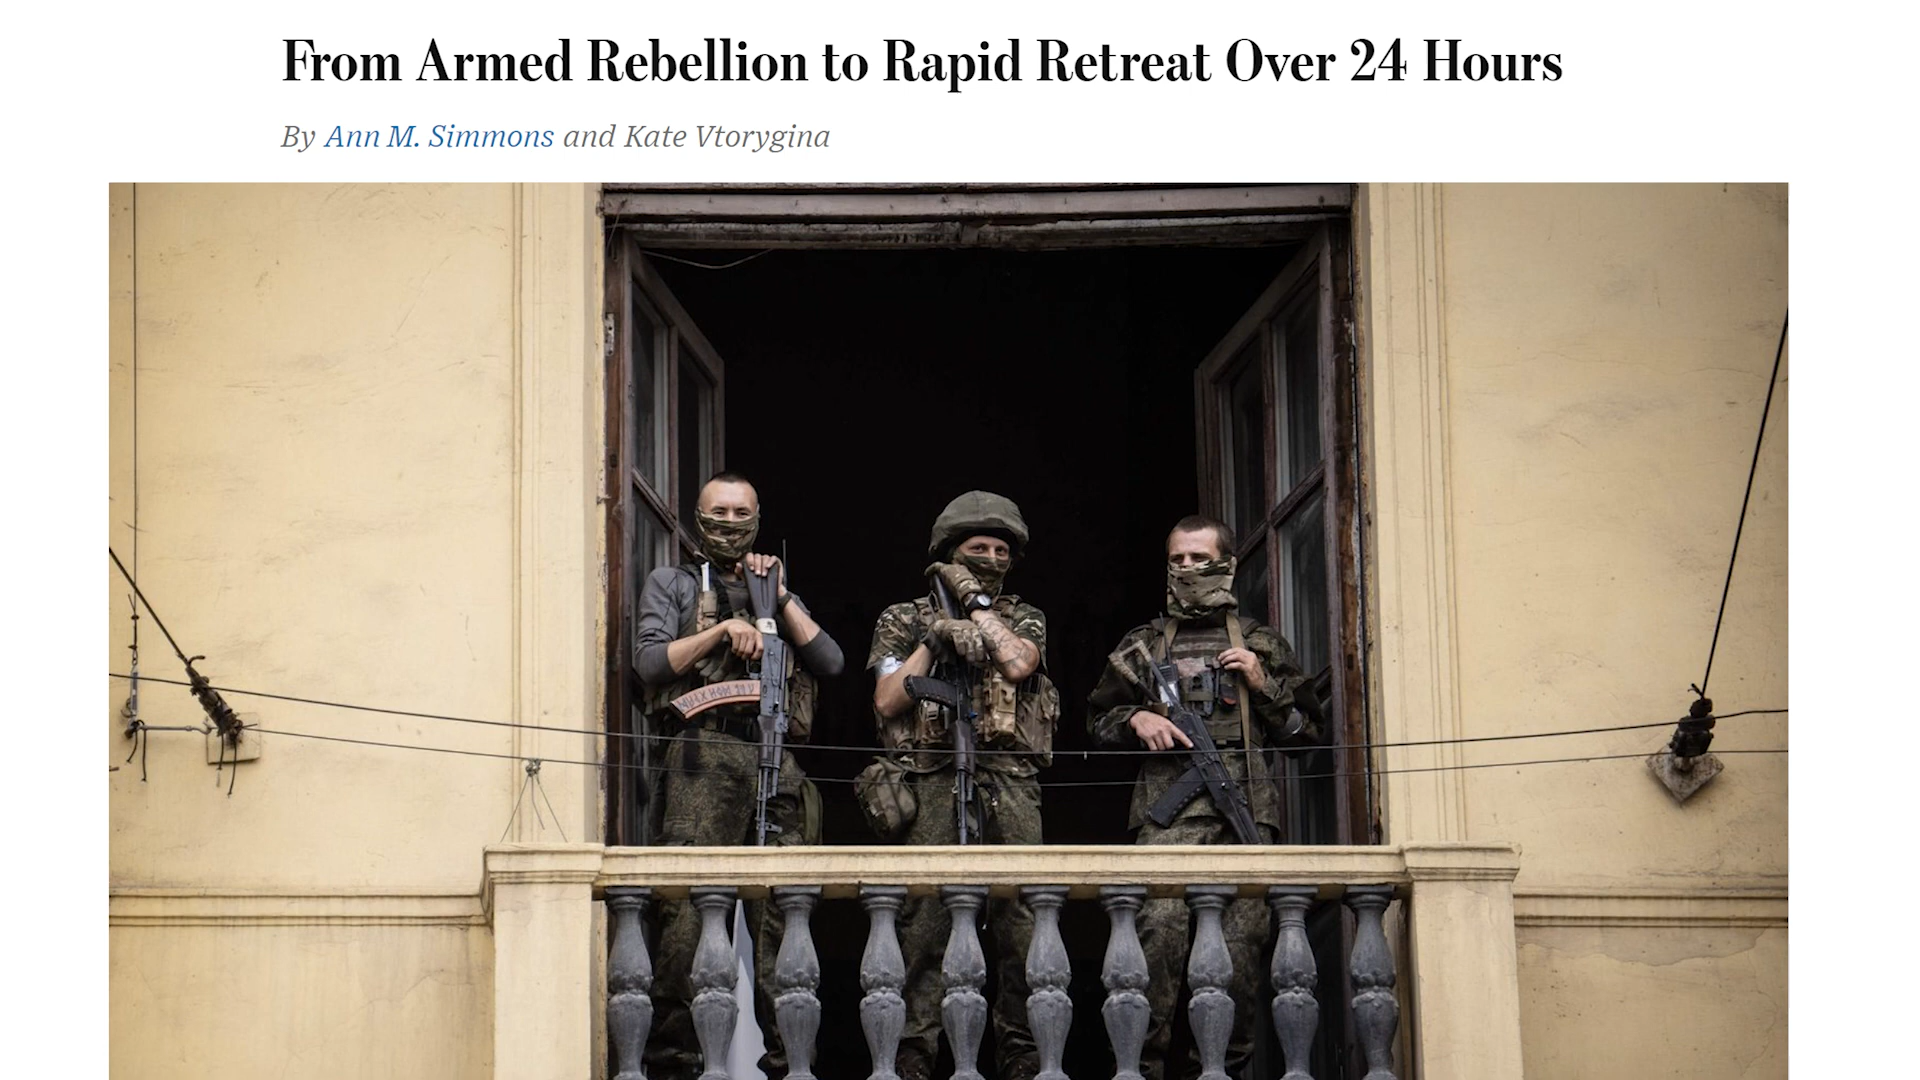 From Armed Rebellion to Rapid Retreat Over 24 Hours
By Ann M. Simmons and Kate Vtorygina